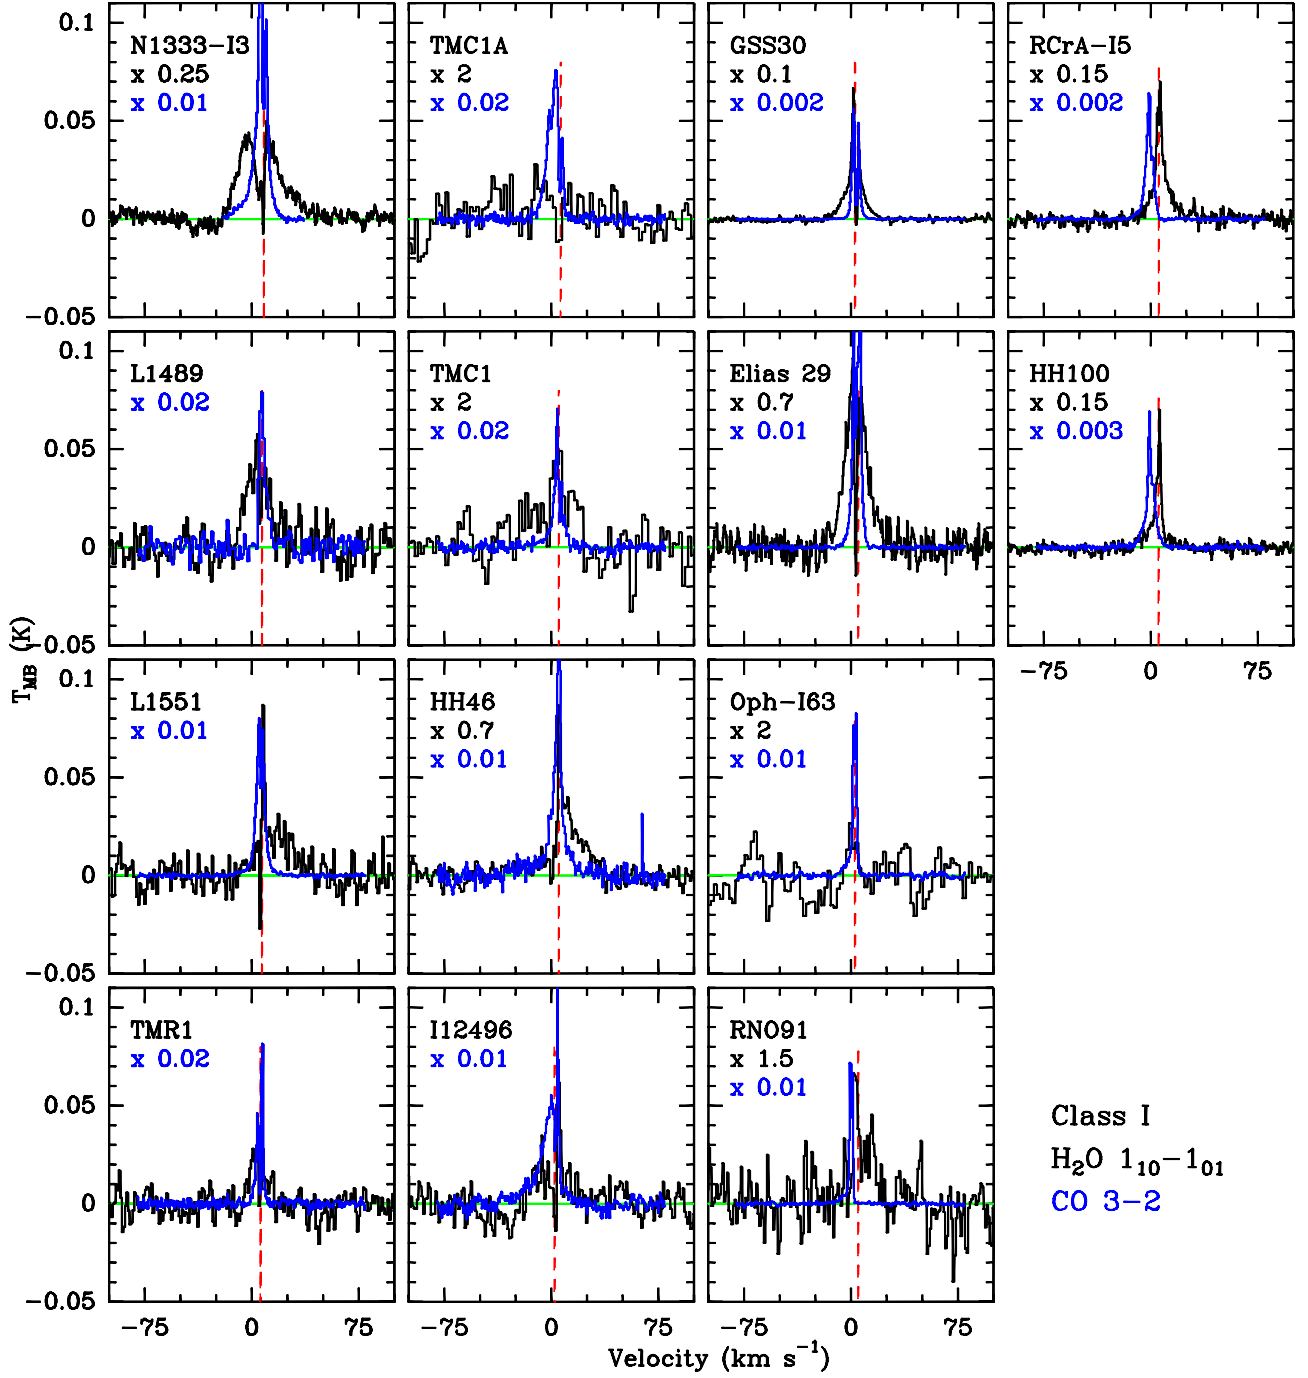 0.1
0.05
0
−0.05
N1333−I3
x 0.25
x 0.01
TMC1A
x 2
x 0.02
GSS30
x 0.1
x 0.002
RCrA−I5
x 0.15
x 0.002
0.1
0.05
0
−0.05
L1489
x 0.02
TMC1
x 2
x 0.02
Elias 29
x 0.7
x 0.01
HH100
x 0.15
x 0.003
−75 0 75
T_MB (K)
0.1
0.05
0
−0.05
L1551
x 0.01
HH46
x 0.7
x 0.01
Oph−I63
x 2
x 0.01
0.1
0.05
0
−0.05
TMR1
x 0.02
I12496
x 0.01
RNO91
x 1.5
x 0.01
Class I
H₂O 1₁₀−1₀₁
CO 3−2
−75 0 75
−75 0 75
−75 0 75
Velocity (km s⁻¹)